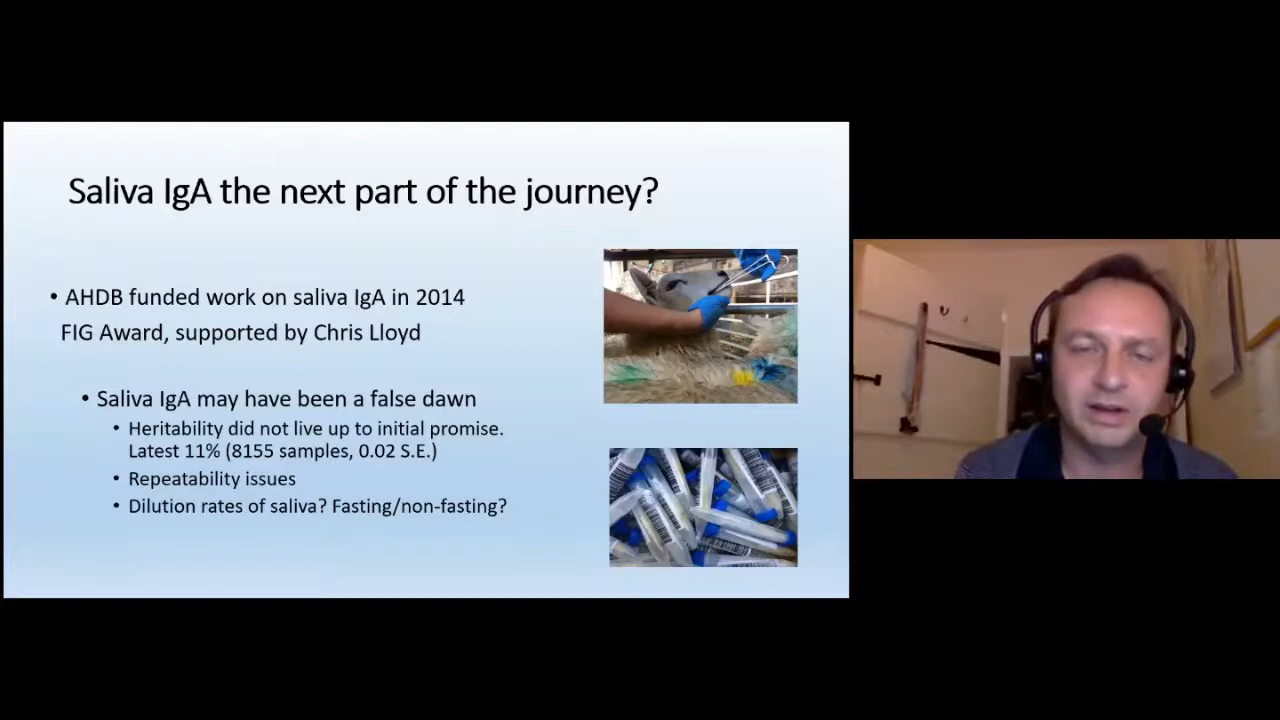 Saliva IgA the next part of the journey?
• AHDB funded work on saliva IgA in 2014
FIG Award, supported by Chris Lloyd
• Saliva IgA may have been a false dawn
• Heritability did not live up to initial promise.
Latest 11% (8155 samples, 0.02 S.E.)
• Repeatability issues
• Dilution rates of saliva? Fasting/non-fasting?